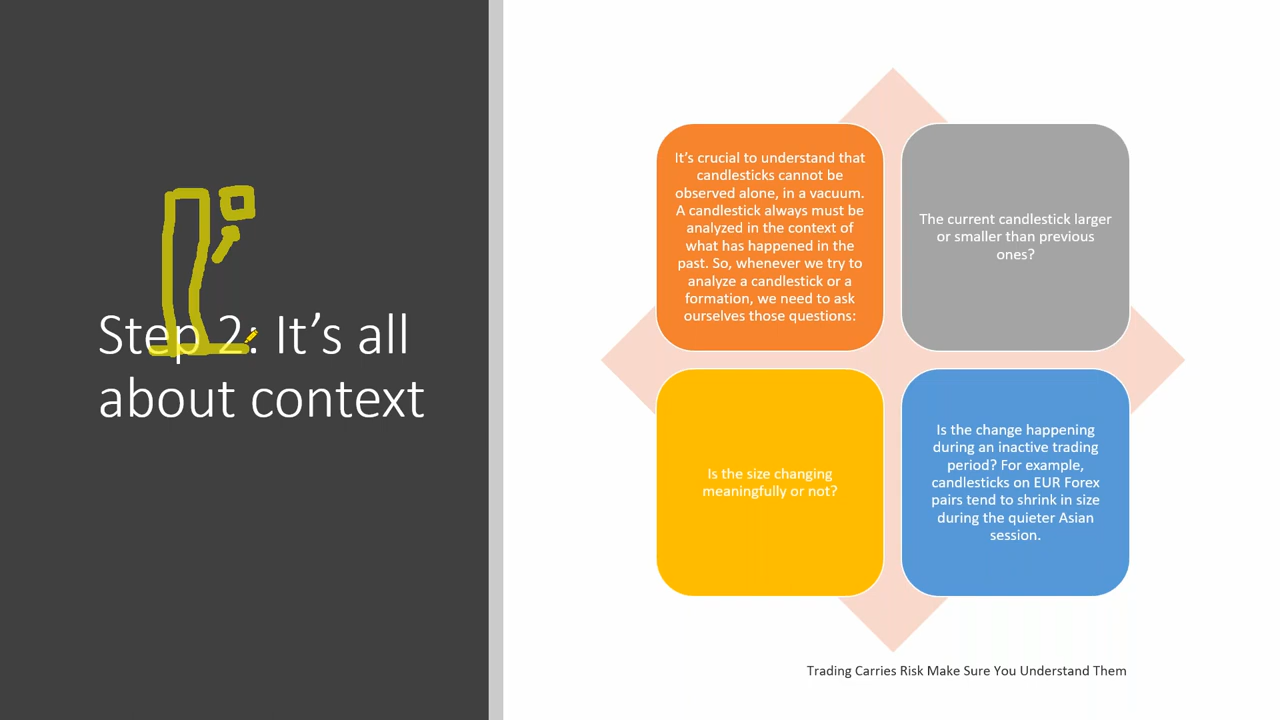 Step 2: It's all
about context
It's crucial to understand that
candlesticks cannot be
observed alone, in a vacuum.
A candlestick always must be
analyzed in the context of
what has happened in the
past. So, whenever we try to
analyze a candlestick or a
formation, we need to ask
ourselves those questions:
The current candlestick larger
or smaller than previous
ones?
Is the size changing
meaningfully or not?
Is the change happening
during an inactive trading
period? For example,
candlesticks on EUR Forex
pairs tend to shrink in size
during the quieter Asian
session.
Trading Carries Risk Make Sure You Understand Them